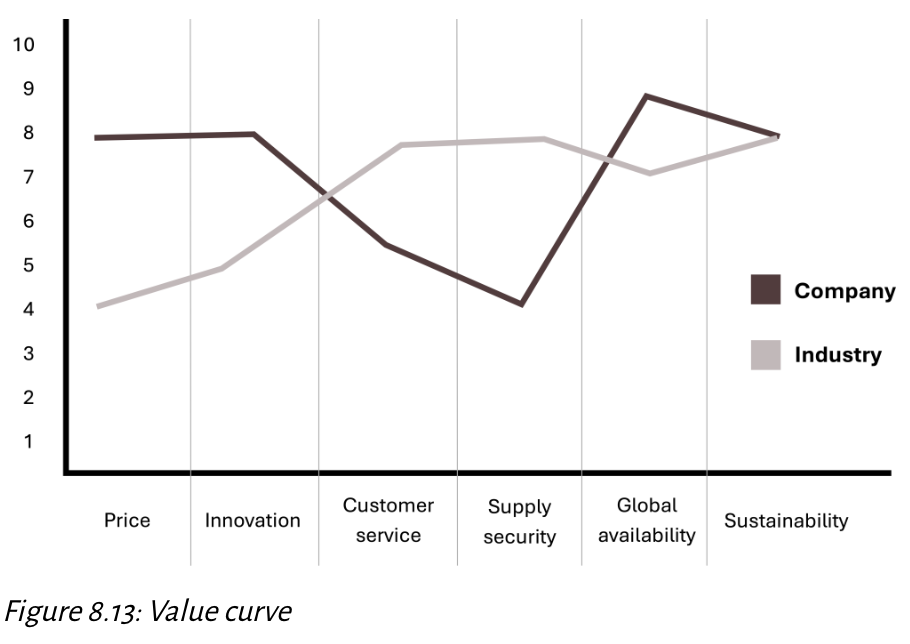 10
9
8
7
6
5
4
3
2
1
Company
Industry
Price
Innovation
Customer
service
Supply
security
Global
availability
Sustainability
Figure 8.13: Value curve